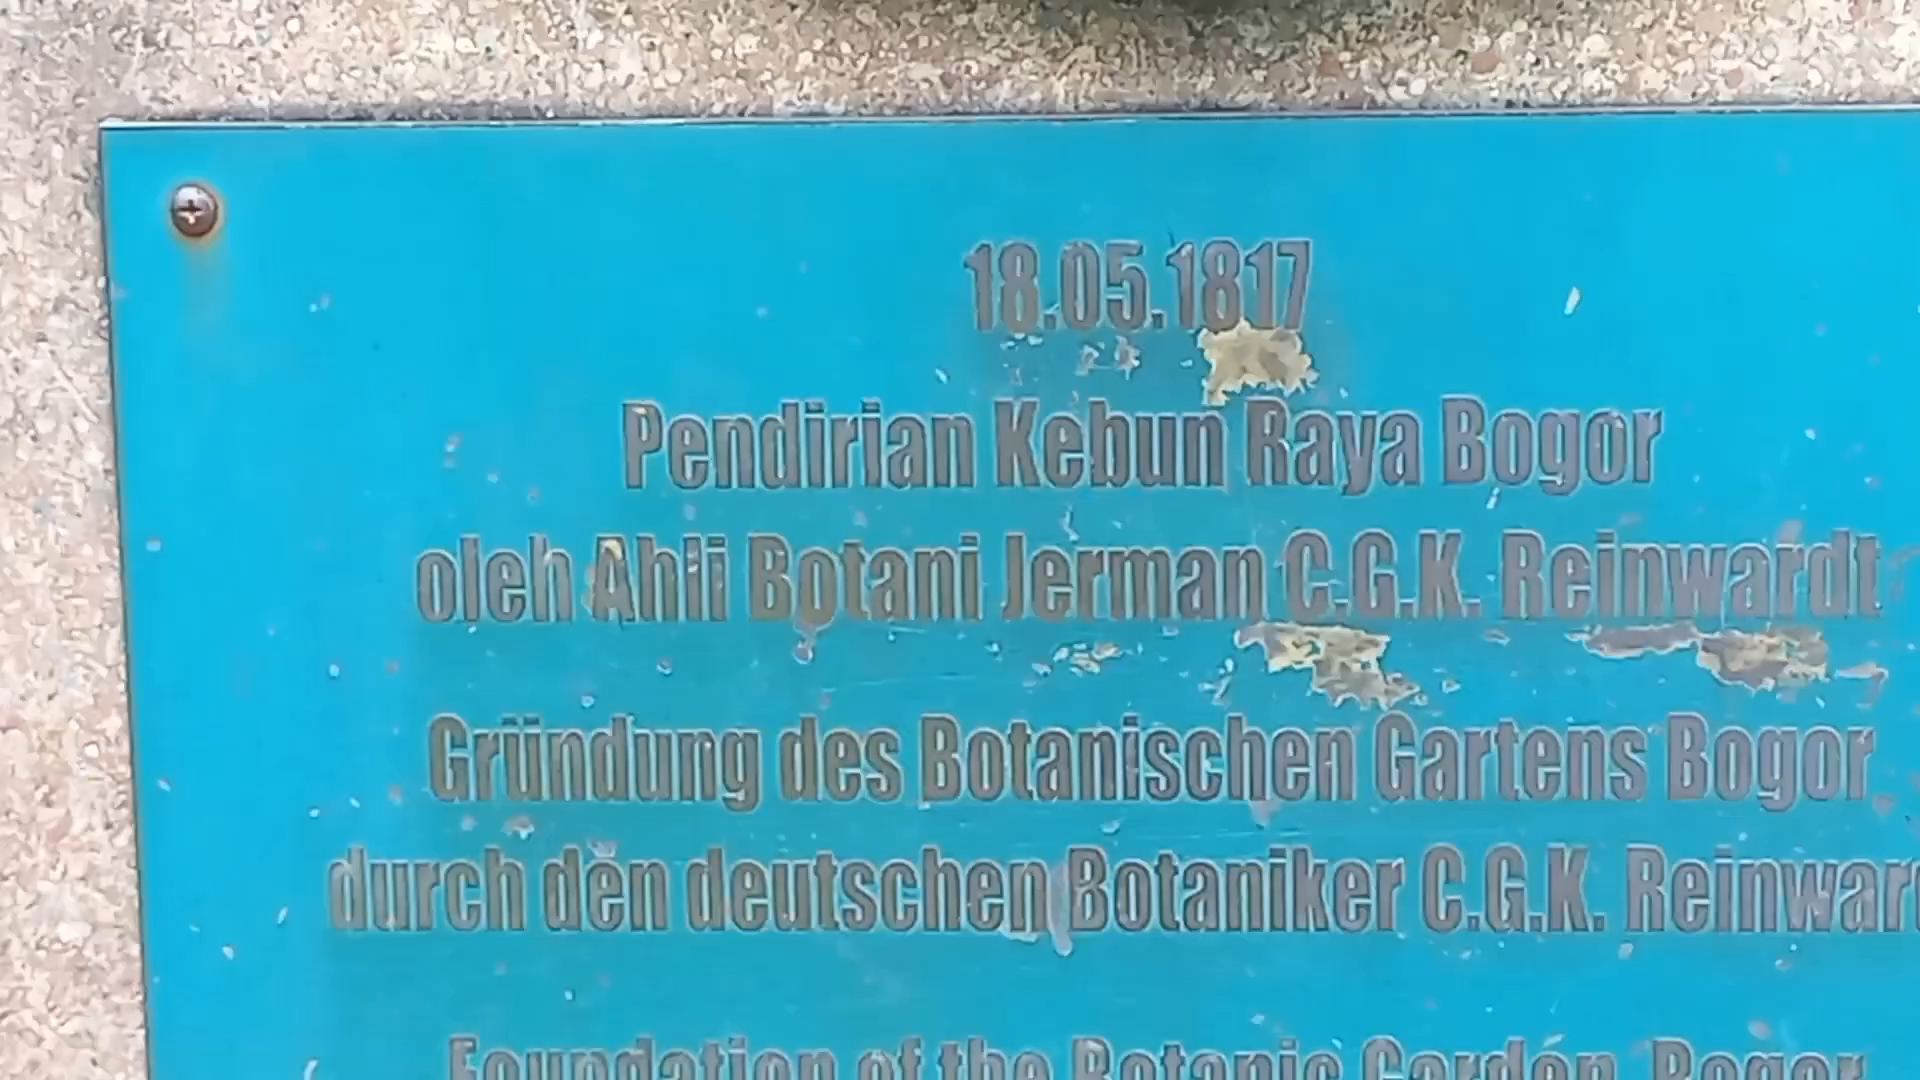 18.05.1817
Pendirian Kebun Raya Bogor
oleh Ahli Botani Jerman C.G.K. Reinwardt
Gründung des Botanischen Gartens Bogor
durch den deutschen Botaniker C.G.K. Reinward
Foundation of the Botanic Garden Bogor